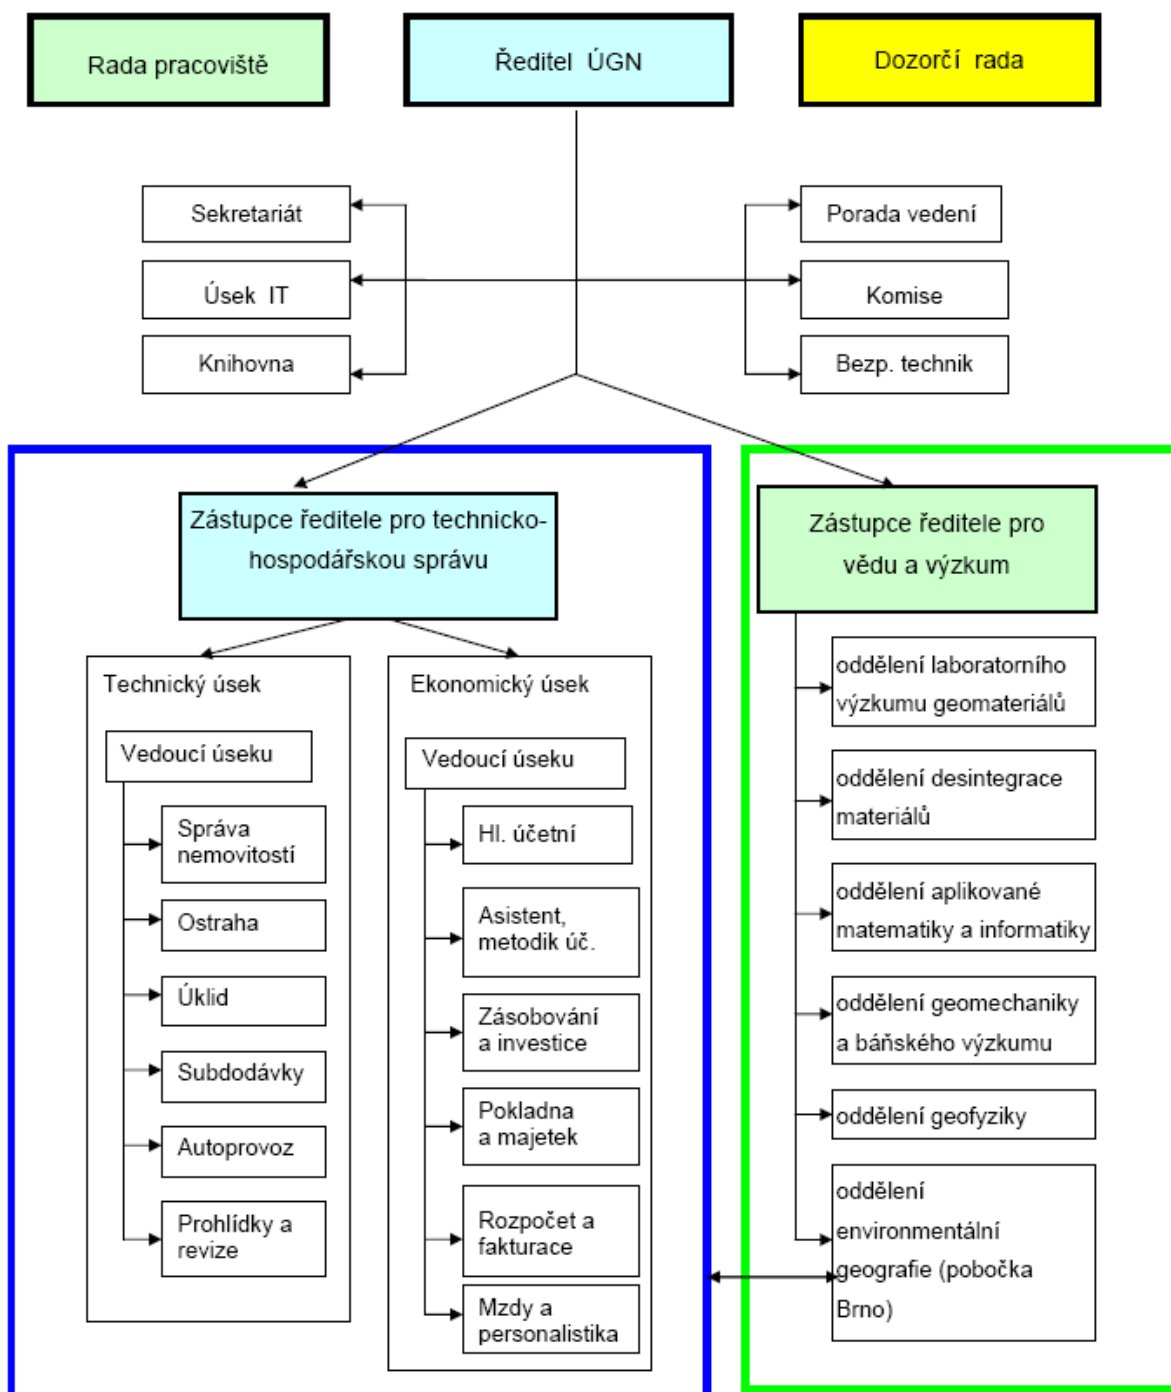 Rada pracoviště
Ředitel ÚGN
Dozorčí rada
Sekretariát
Porada vedení
Úsek IT
Komise
Knihovna
Bezp. technik
Zástupce ředitele pro technicko-
hospodářskou správu
Technický úsek
Vedoucí úseku
Správa
nemovitostí
Ostraha
Úklid
Subdodávky
Autoprovoz
Prohlídky a
revize
Ekonomický úsek
Vedoucí úseku
Hl. účetní
Asistent,
metodik úč.
Zásobování
a investice
Pokladna
a majetek
Rozpočet a
fakturace
Mzdy a
personalistika
Zástupce ředitele pro
vědu a výzkum
oddělení laboratorního
výzkumu geomateriálů
oddělení desintegrace
materiálů
oddělení aplikované
matematiky a informatiky
oddělení geomechaniky
a báňského výzkumu
oddělení geofyziky
oddělení
environmentální
geografie (pobočka
Brno)